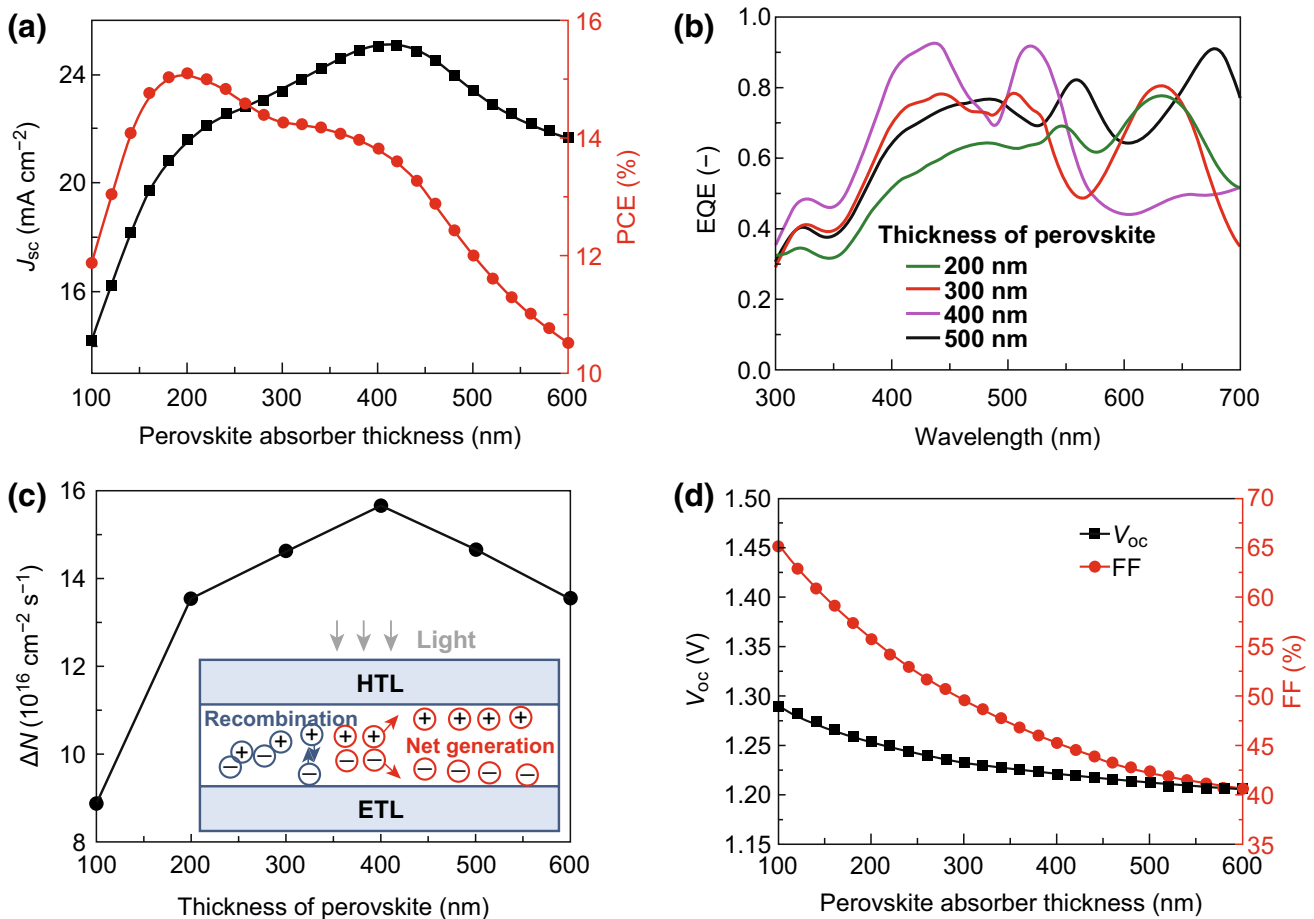 (a)
J_sc (mA cm⁻²)
24
20
16
16
14
12
10
PCE (%)
100 200 300 400 500 600
Perovskite absorber thickness (nm)
(b)
EQE (–)
1.0
0.8
0.6
0.4
0.2
0.0
Thickness of perovskite
200 nm
300 nm
400 nm
500 nm
300 400 500 600 700
Wavelength (nm)
(c)
ΔN (10¹⁶ cm⁻² s⁻¹)
16
14
12
10
8
Light
HTL
Recombination
Net generation
ETL
100 200 300 400 500 600
Thickness of perovskite (nm)
(d)
V_oc (V)
1.50
1.45
1.40
1.35
1.30
1.25
1.20
1.15
V_oc
FF
70
65
60
55
50
45
40
35
FF (%)
100 200 300 400 500 600
Perovskite absorber thickness (nm)